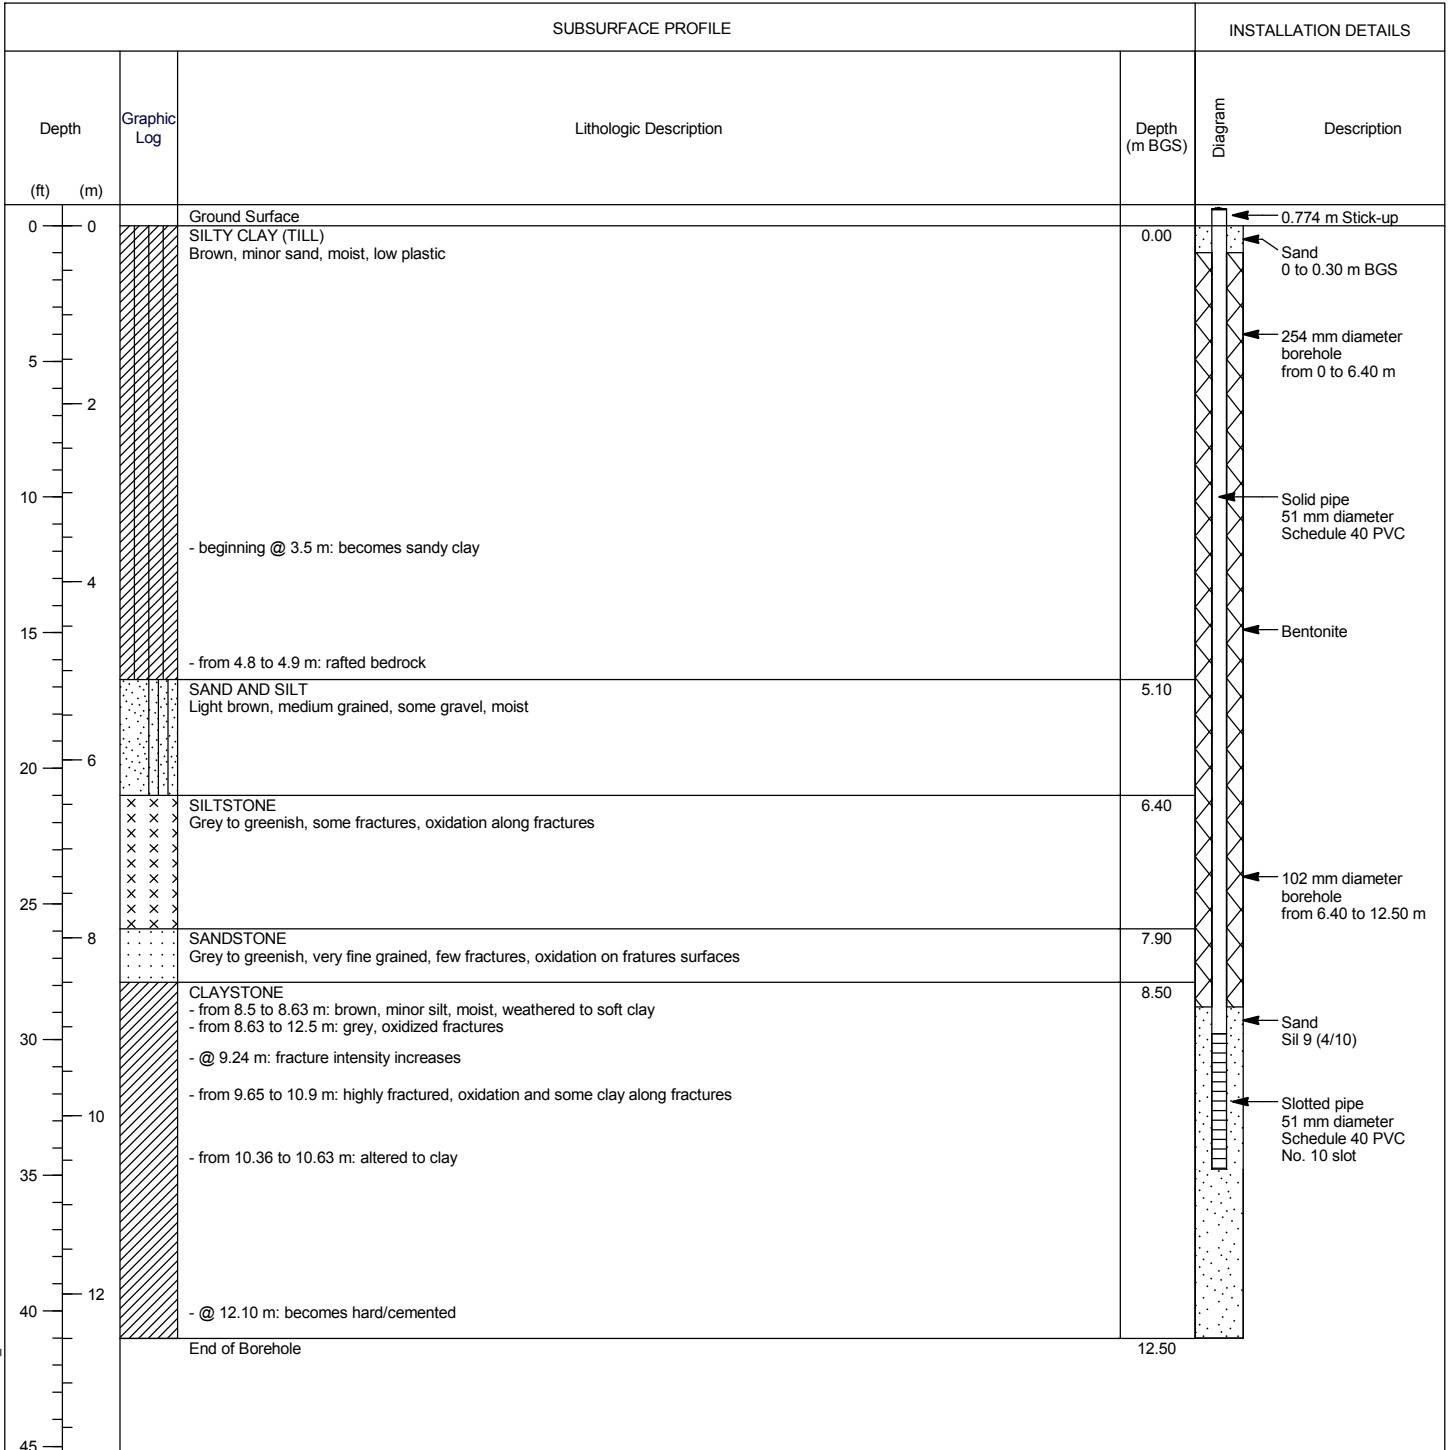 SUBSURFACE PROFILE
INSTALLATION DETAILS
Depth
Graphic
Log
Lithologic Description
Depth
(m BGS)
Diagram
Description
(ft) (m)
Ground Surface
0.774 m Stick-up
0 0
SILTY CLAY (TILL)
0.00
Brown, minor sand, moist, low plastic
Sand
0 to 0.30 m BGS
254 mm diameter
borehole
from 0 to 6.40 m
5
2
10
Solid pipe
51 mm diameter
Schedule 40 PVC
- beginning @ 3.5 m: becomes sandy clay
4
15
Bentonite
- from 4.8 to 4.9 m: rafted bedrock
SAND AND SILT
5.10
Light brown, medium grained, some gravel, moist
6
20
SILTSTONE
6.40
Grey to greenish, some fractures, oxidation along fractures
102 mm diameter
borehole
from 6.40 to 12.50 m
25
8
SANDSTONE
7.90
Grey to greenish, very fine grained, few fractures, oxidation on fratures surfaces
CLAYSTONE
8.50
- from 8.5 to 8.63 m: brown, minor silt, moist, weathered to soft clay
- from 8.63 to 12.5 m: grey, oxidized fractures
Sand
Sil 9 (4/10)
30
- @ 9.24 m: fracture intensity increases
- from 9.65 to 10.9 m: highly fractured, oxidation and some clay along fractures
10
Slotted pipe
51 mm diameter
Schedule 40 PVC
No. 10 slot
- from 10.36 to 10.63 m: altered to clay
35
12
40
- @ 12.10 m: becomes hard/cemented
End of Borehole
12.50
45